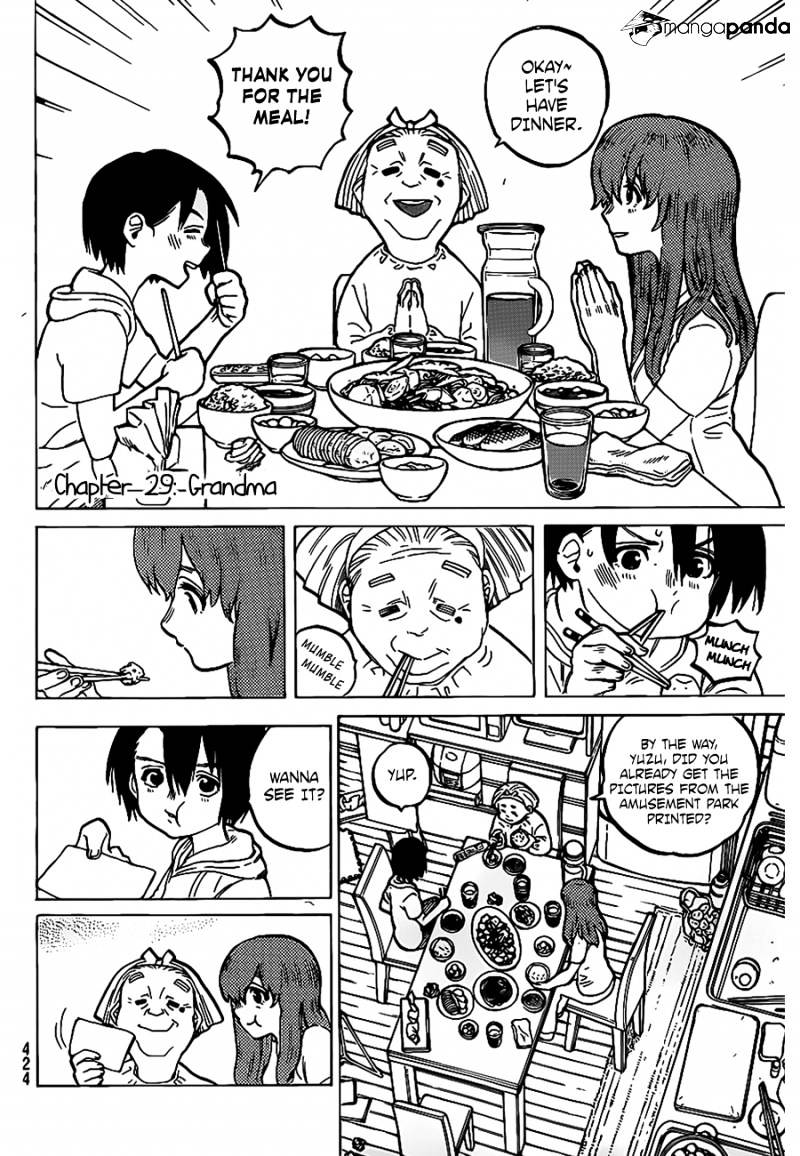 mangapanda
THANK YOU
FOR THE
MEAL!
OKAY~
LET'S
HAVE
DINNER.
Chapter 29:-Grandma
MUMBLE
MUMBLE
MUNCH
MUNCH
BY THE WAY,
YUZU, DID YOU
ALREADY GET THE
PICTURES FROM THE
AMUSEMENT PARK
PRINTED?
YUP.
WANNA
SEE IT?
424